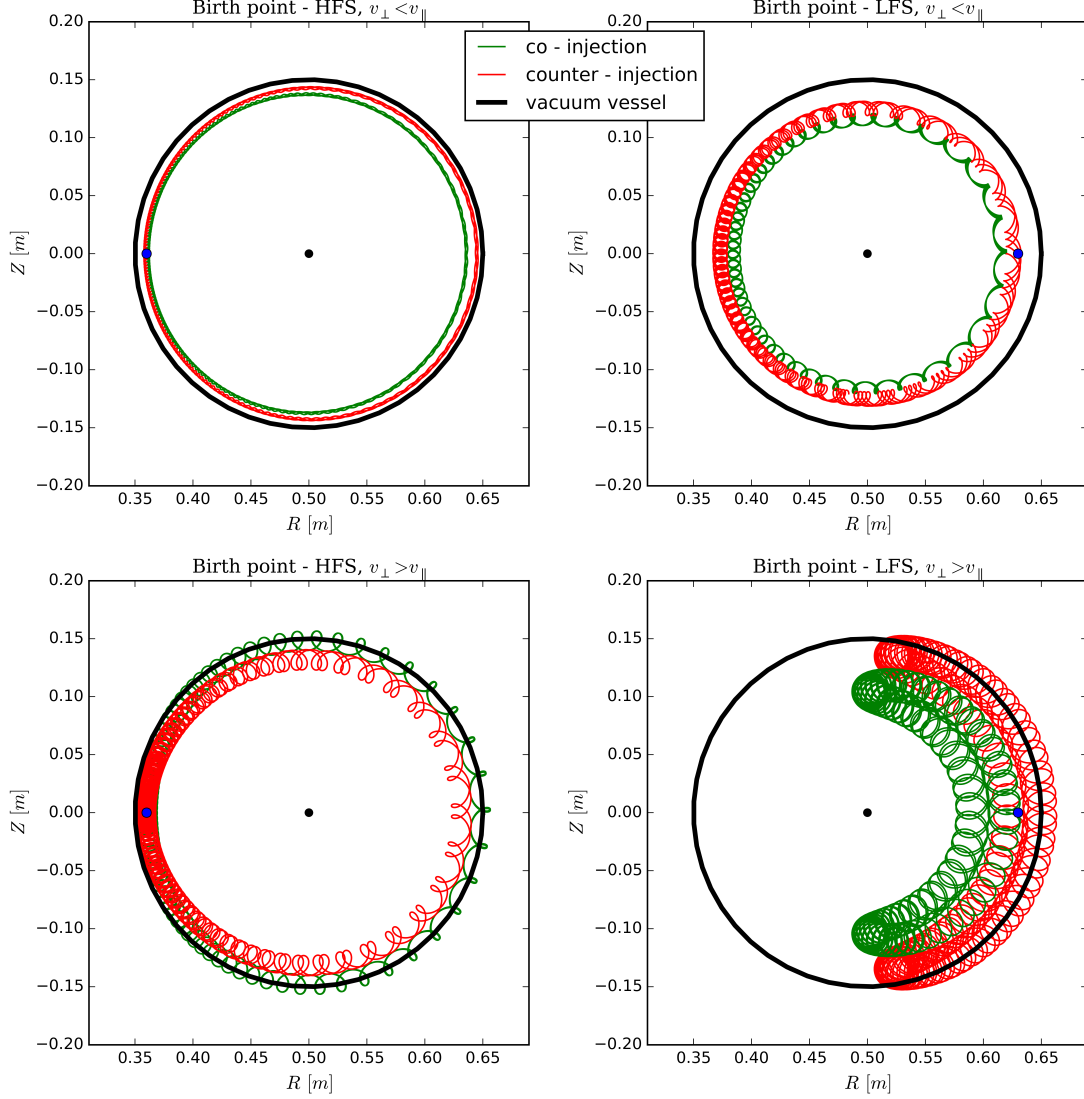 Birth point - HFS, v⊥<v∥
Birth point - LFS, v⊥<v∥
co - injection
counter - injection
vacuum vessel
0.20
0.15
0.10
0.05
0.00
−0.05
−0.10
−0.15
−0.20
Z [m]
0.35 0.40 0.45 0.50 0.55 0.60 0.65
R [m]
0.20
0.15
0.10
0.05
0.00
−0.05
−0.10
−0.15
−0.20
Z [m]
0.35 0.40 0.45 0.50 0.55 0.60 0.65
R [m]
Birth point - HFS, v⊥>v∥
Birth point - LFS, v⊥>v∥
0.20
0.15
0.10
0.05
0.00
−0.05
−0.10
−0.15
−0.20
Z [m]
0.35 0.40 0.45 0.50 0.55 0.60 0.65
R [m]
0.20
0.15
0.10
0.05
0.00
−0.05
−0.10
−0.15
−0.20
Z [m]
0.35 0.40 0.45 0.50 0.55 0.60 0.65
R [m]